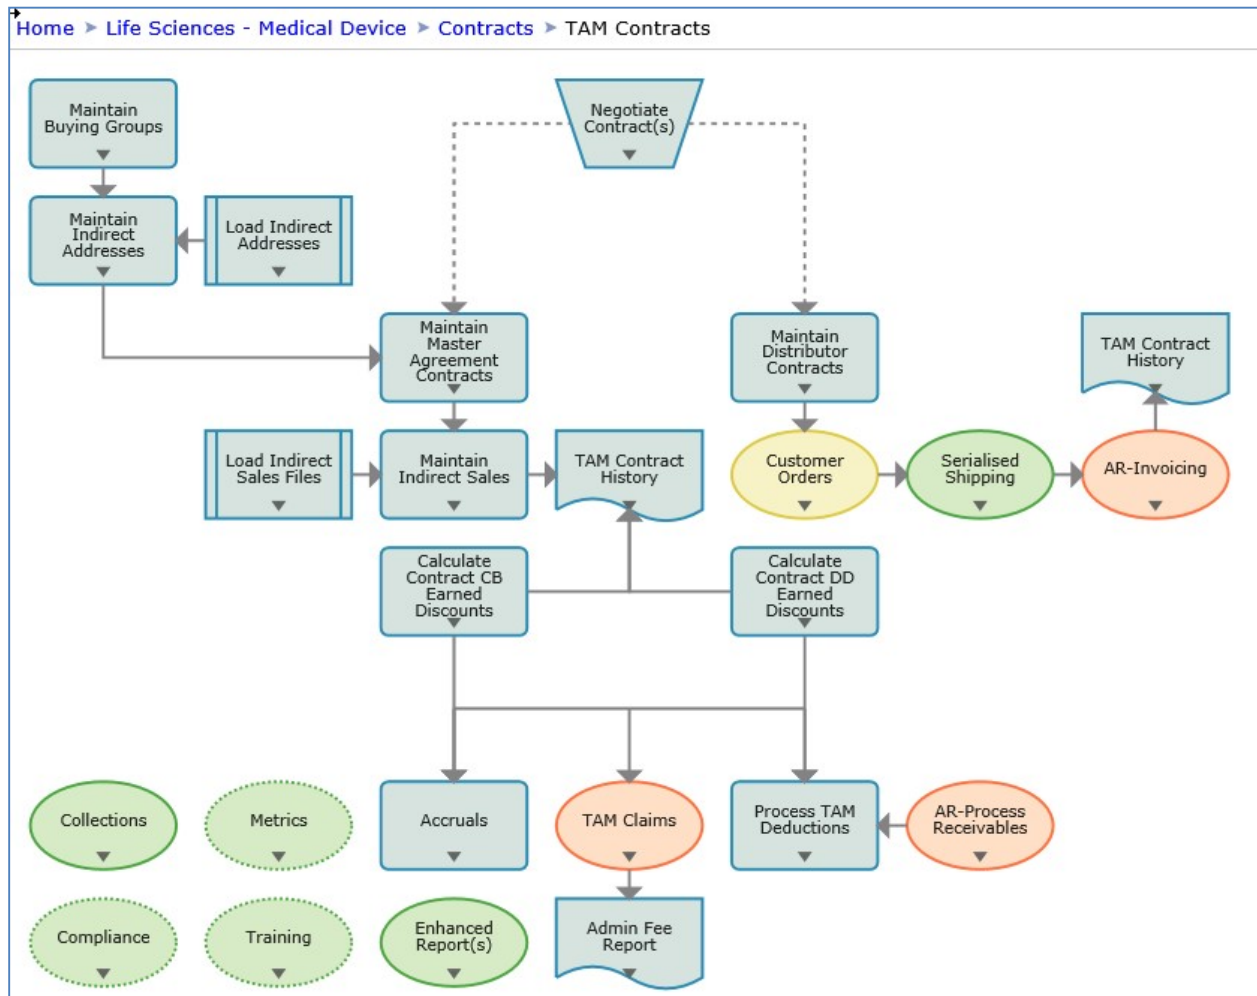 Home > Life Sciences - Medical Device > Contracts > TAM Contracts
Maintain
Buying Groups
Negotiate
Contract(s)
Maintain
Indirect
Addresses
Load Indirect
Addresses
Maintain
Master
Agreement
Contracts
Maintain
Distributor
Contracts
TAM Contract
History
Load Indirect
Sales Files
Maintain
Indirect Sales
TAM Contract
History
Customer
Orders
Serialised
Shipping
AR-Invoicing
Calculate
Contract CB
Earned
Discounts
Calculate
Contract DD
Earned
Discounts
Collections
Metrics
Accruals
TAM Claims
Process TAM
Deductions
AR-Process
Receivables
Compliance
Training
Enhanced
Report(s)
Admin Fee
Report